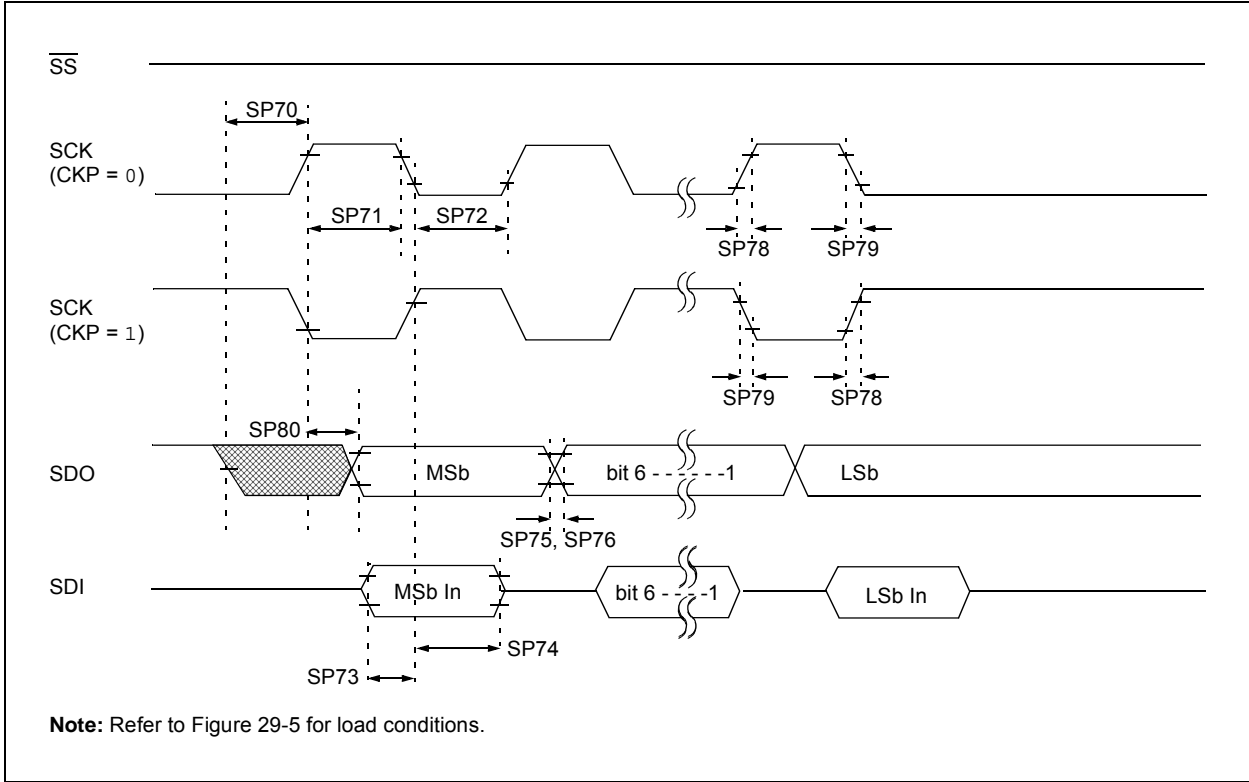 SS
SP70
SCK
(CKP = 0)
SP71
SP72
SP78
SP79
SCK
(CKP = 1)
SP79
SP78
SP80
SDO
MSb
bit 6 - - - - - -1
LSb
SP75, SP76
SDI
MSb In
bit 6 - - - -1
LSb In
SP74
SP73
Note: Refer to Figure 29-5 for load conditions.